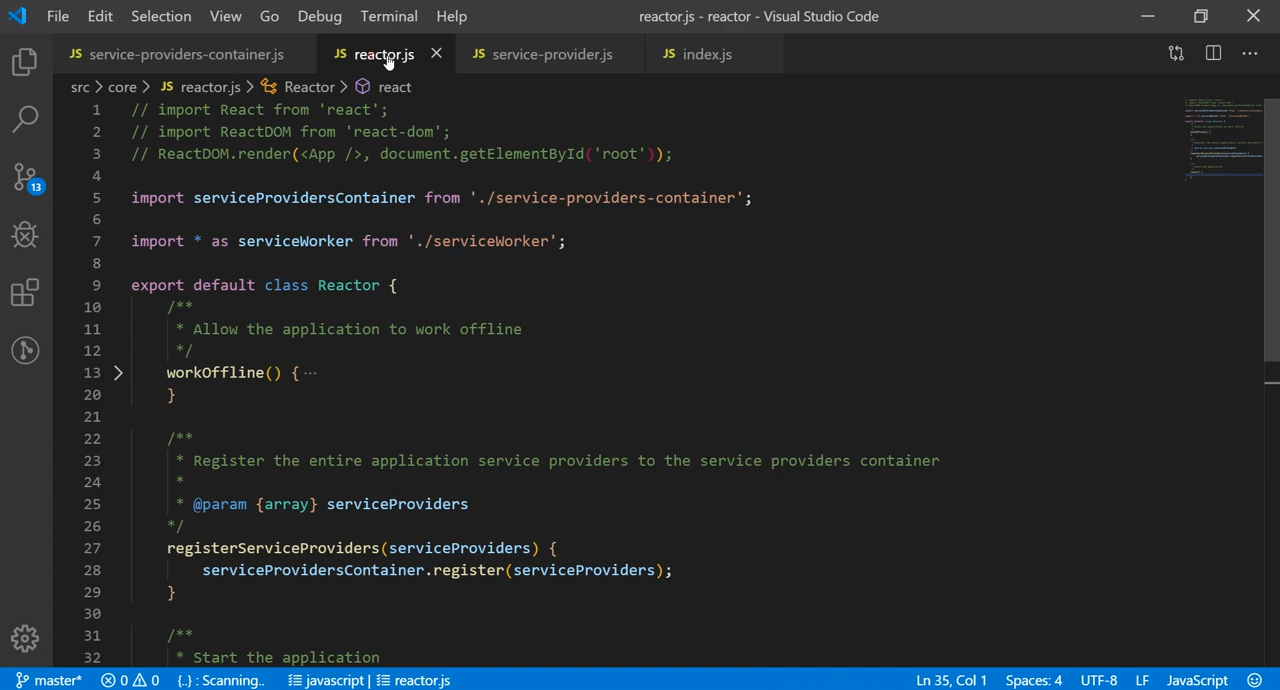 File Edit Selection View Go Debug Terminal Help reactor.js - reactor - Visual Studio Code
JS service-providers-container.js JS reactor.js JS service-provider.js JS index.js
src > core > JS reactor.js > Reactor > react
1 // import React from 'react';
2 // import ReactDOM from 'react-dom';
3 // ReactDOM.render(<App />, document.getElementById('root'));
4
5 import serviceProvidersContainer from './service-providers-container';
6
7 import * as serviceWorker from './serviceWorker';
8
9 export default class Reactor {
10 /**
11 * Allow the application to work offline
12 */
13 workOffline() { ···
20 }
21
22 /**
23 * Register the entire application service providers to the service providers container
24 *
25 * @param {array} serviceProviders
26 */
27 registerServiceProviders(serviceProviders) {
28 serviceProvidersContainer.register(serviceProviders);
29 }
30
31 /**
32 * Start the application
13
master* 0 0 {..} : Scanning.. javascript | reactor.js Ln 35, Col 1 Spaces: 4 UTF-8 LF JavaScript